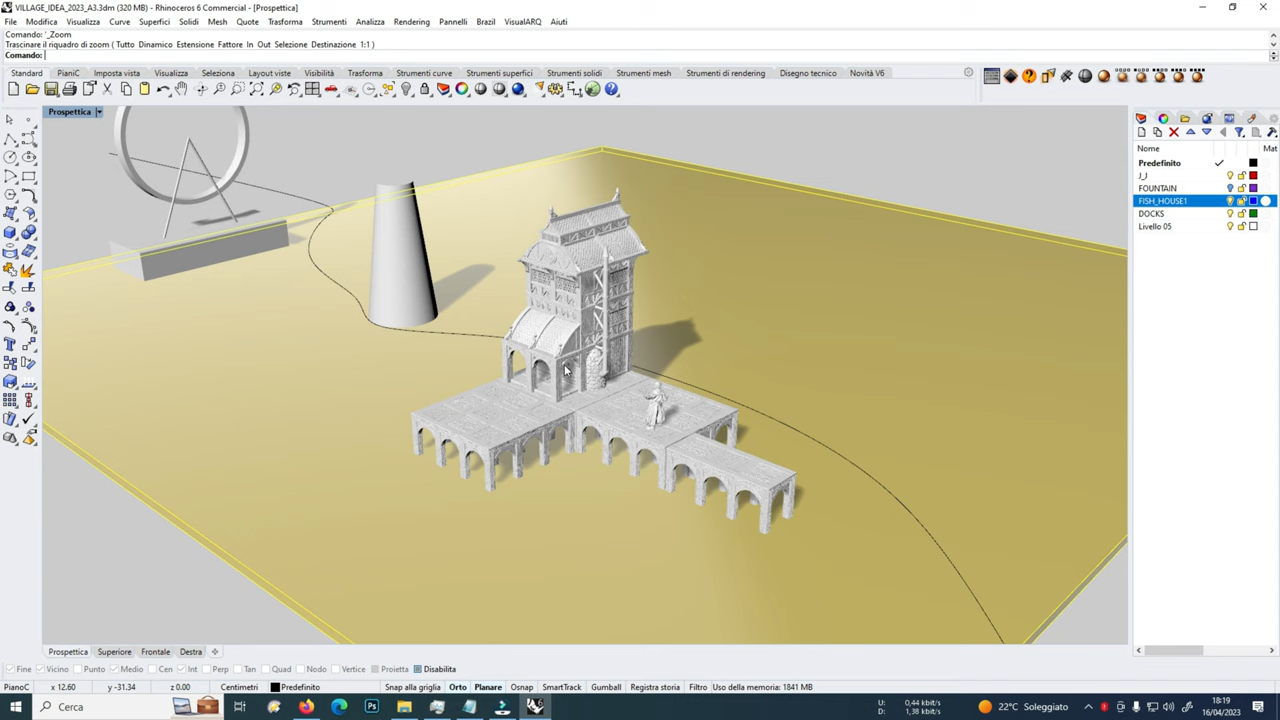 VILLAGE_IDEA_2023_A3.3dm (320 MB) - Rhinoceros 6 Commercial - [Prospettica]
File Modifica Visualizza Curve Superfici Solidi Mesh Quote Trasforma Strumenti Analizza Rendering Pannelli Brazil VisualARQ Aiuti
Comando: '_Zoom
Trascinare il riquadro di zoom ( Tutto Dinamico Estensione Fattore In Out Selezione Destinazione 1:1 )
Comando:
Standard PianiC Imposta vista Visualizza Selezione Layout viste Visibilità Trasforma Strumenti curve Strumenti superfici Strumenti solidi Strumenti mesh Strumenti di rendering Disegno tecnico Novità V6
Prospettica
Nome Mat
Predefinito
J_J
FOUNTAIN
FISH_HOUSE1
DOCKS
Livello 05
Prospettica Superiore Frontale Destra
Fine Vicino Punto Medio Cen Int Perp Tan Quad Nodo Vertice Proietta Disabilita
PianoC x 12.60 y -31.34 z 0.00 Centimetri Predefinito Snap alla griglia Orto Planare Osnap SmartTrack Gumball Registra storia Filtro Uso della memoria: 1841 MB
Cerca 22°C Soleggiato U: 0,44 kbit/s 18:19
D: 1,38 kbit/s 16/04/2023